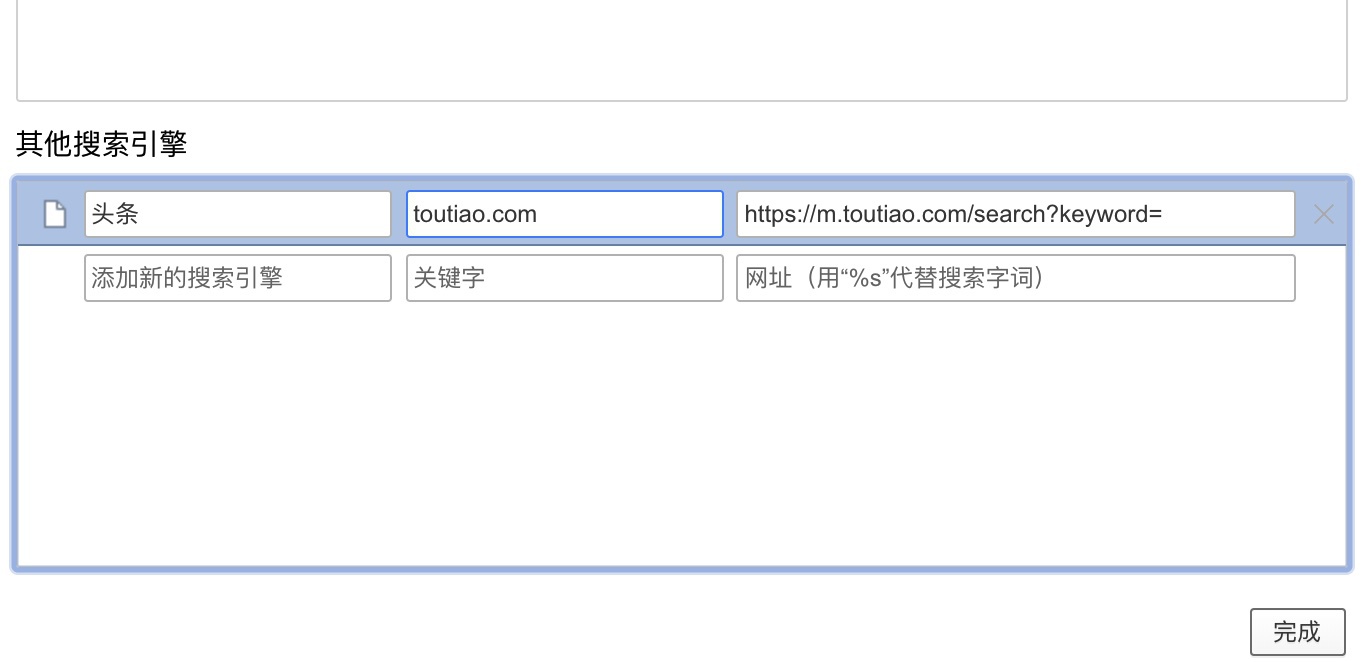 其他搜索引擎
头条 toutiao.com https://m.toutiao.com/search?keyword=
添加新的搜索引擎 关键字 网址（用“%s”代替搜索字词）
完成